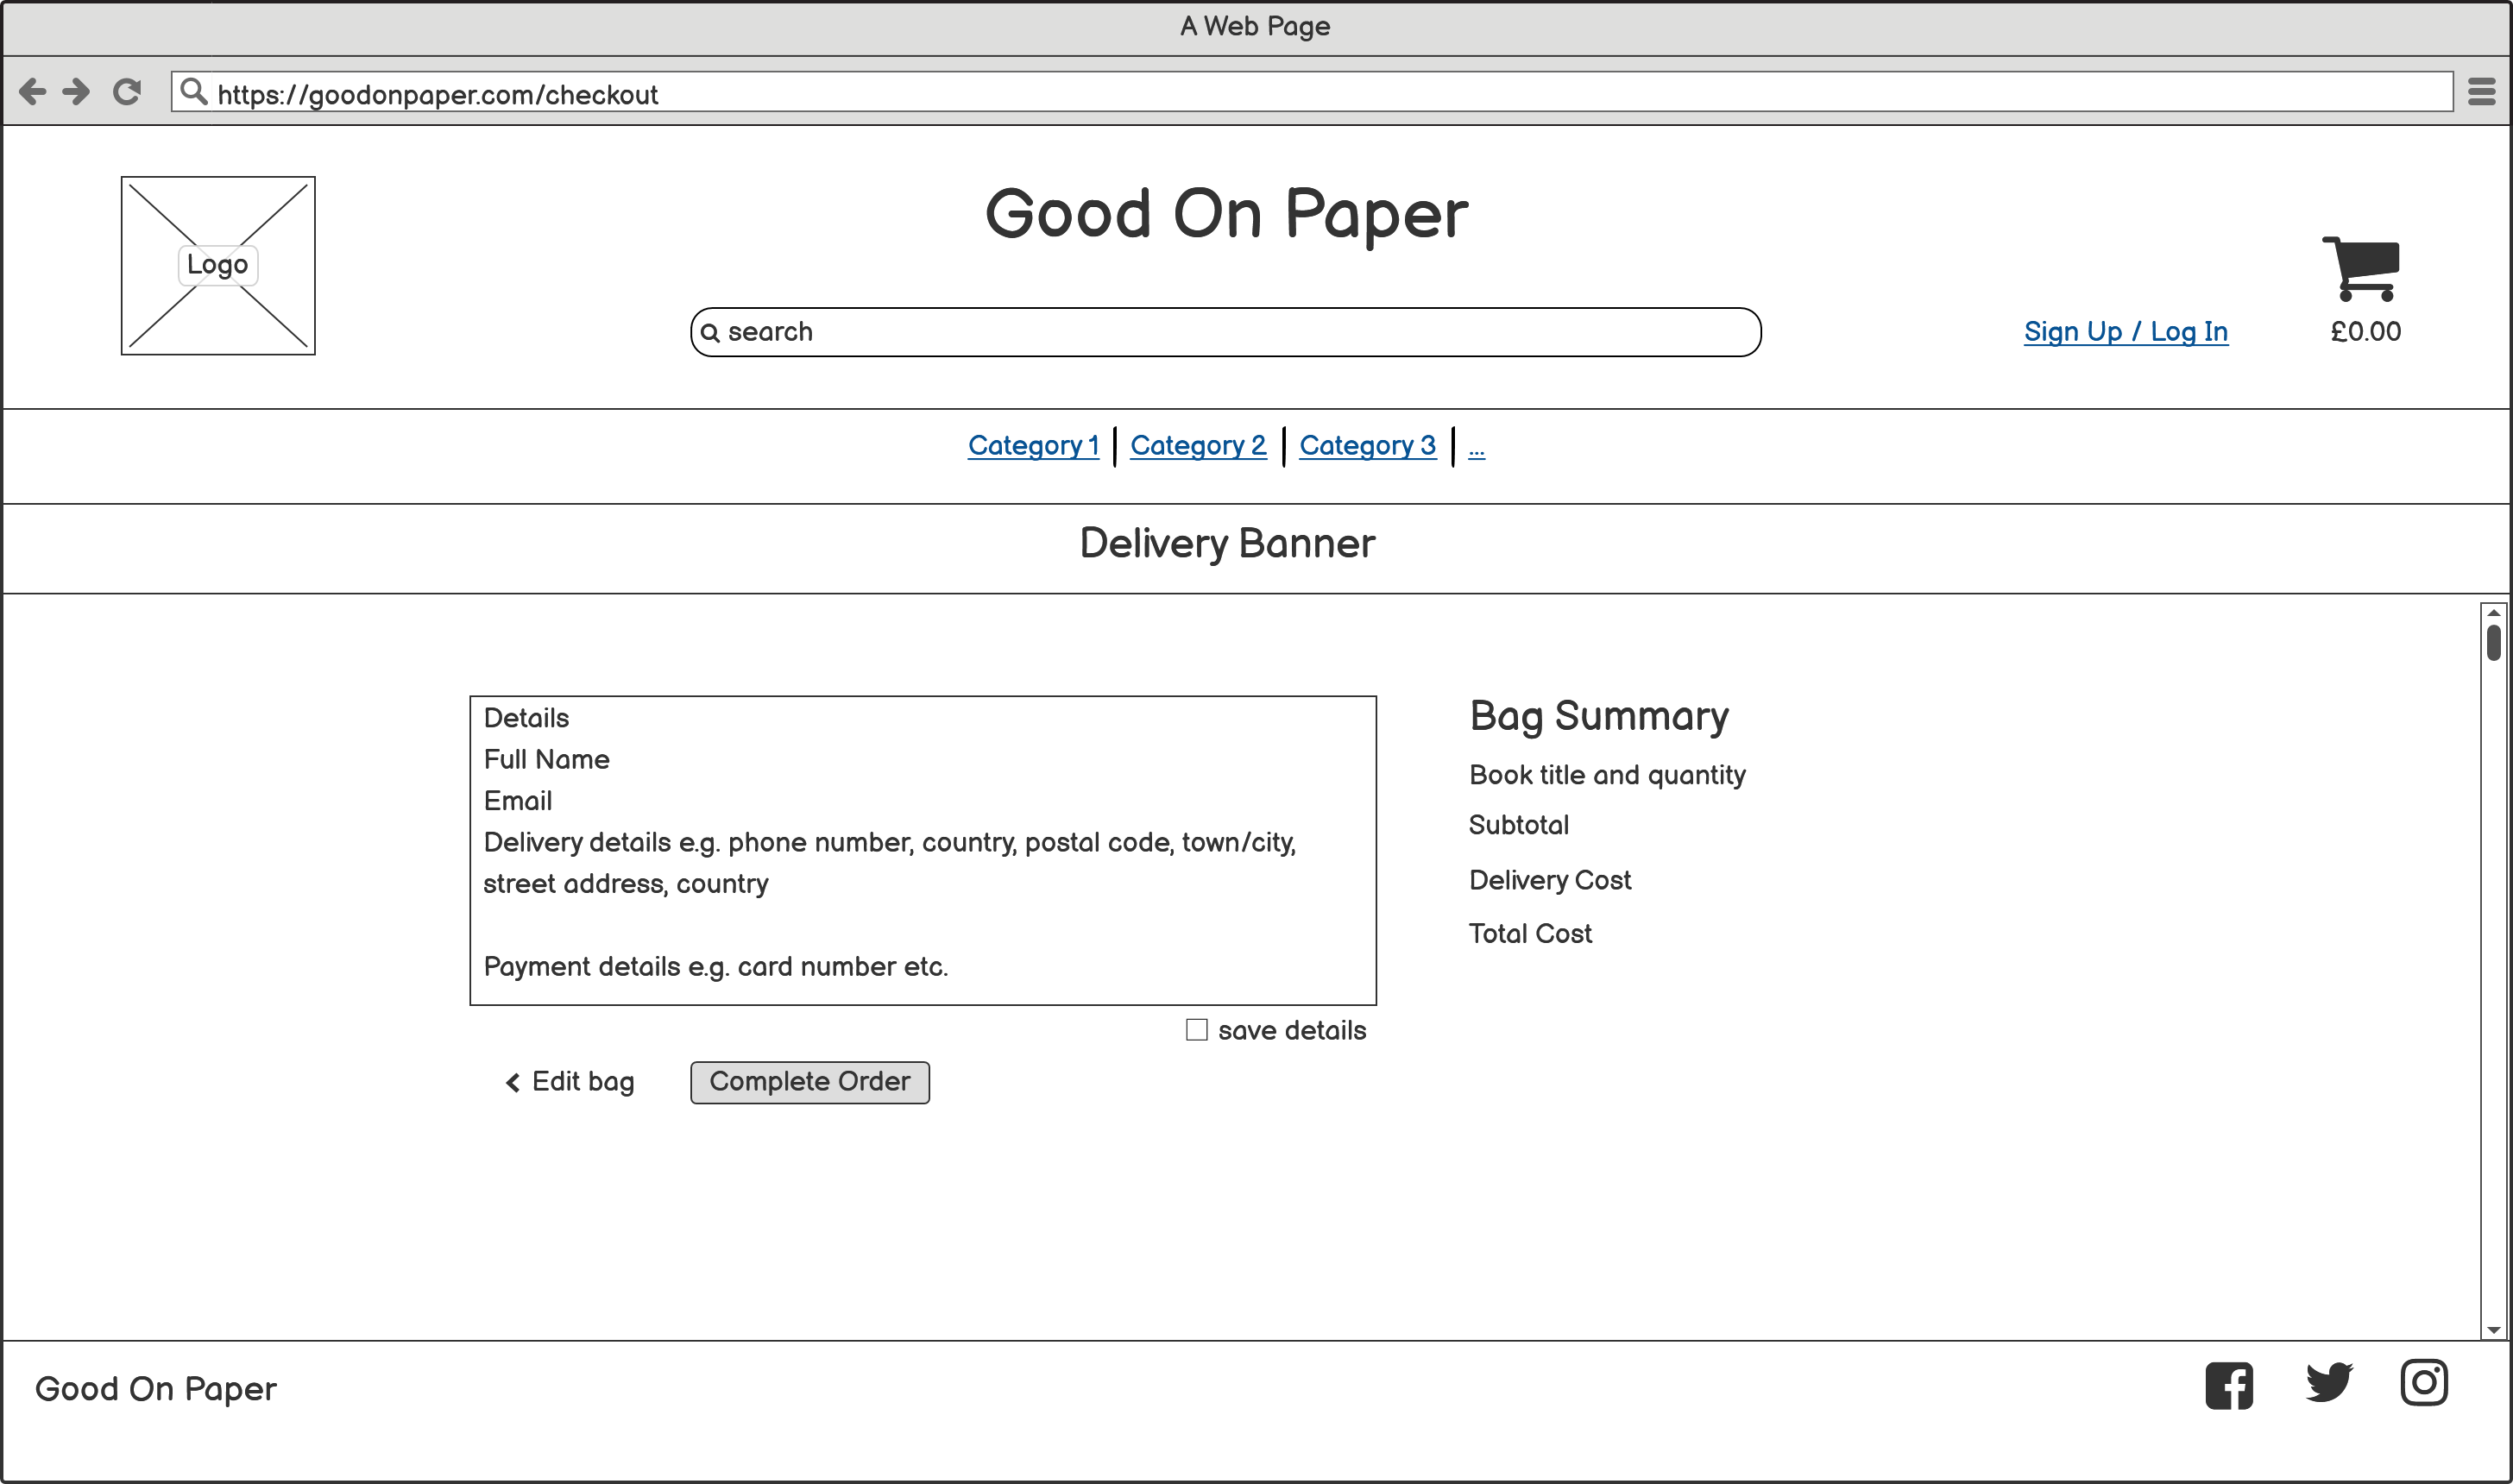 A Web Page
https://goodonpaper.com/checkout
Good On Paper
Logo
search
Sign Up / Log In
£0.00
Category 1 | Category 2 | Category 3 | ...
Delivery Banner
Details
Full Name
Email
Delivery details e.g. phone number, country, postal code, town/city,
street address, country
Payment details e.g. card number etc.
save details
Edit bag
Complete Order
Bag Summary
Book title and quantity
Subtotal
Delivery Cost
Total Cost
Good On Paper